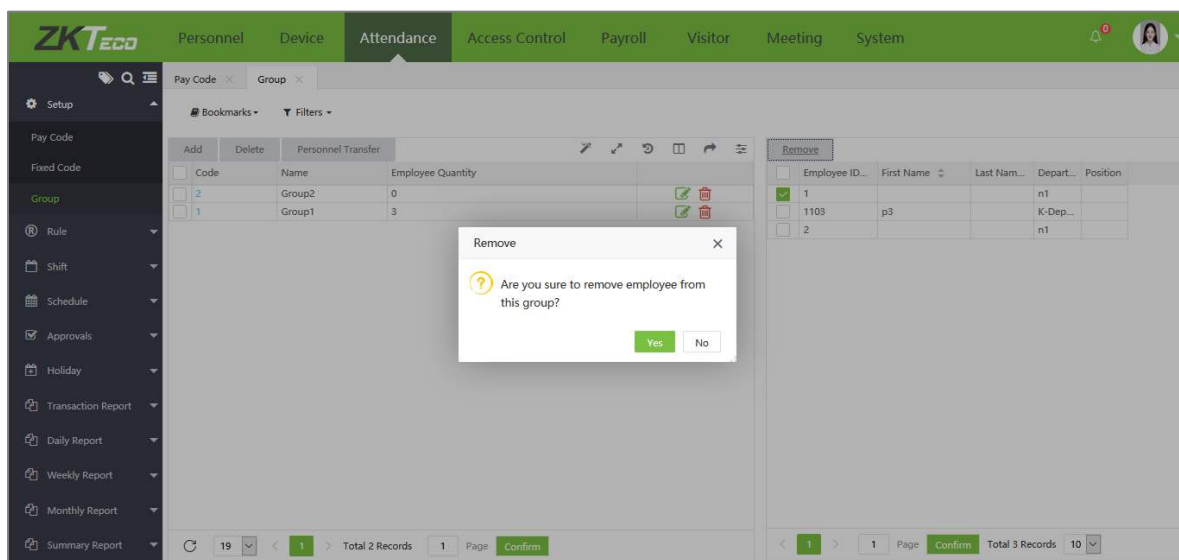 ZKTECO Personnel Device Attendance Access Control Payroll Visitor Meeting System 0
Pay Code Group
Setup
Bookmarks Filters
Pay Code
Add Delete Personnel Transfer Remove
Fixed Code
Code Name Employee Quantity Employee ID... First Name Last Nam... Depart... Position
Group
2 Group2 0 1 n1
1 Group1 3 1103 p3 K-Dep...
2 n1
Rule
Remove
Shift
? Are you sure to remove employee from
this group?
Schedule
Approvals
Yes No
Holiday
Transaction Report
Daily Report
Weekly Report
Monthly Report
Summary Report
19 < 1 > Total 2 Records 1 Page Confirm < 1 > 1 Page Confirm Total 3 Records 10